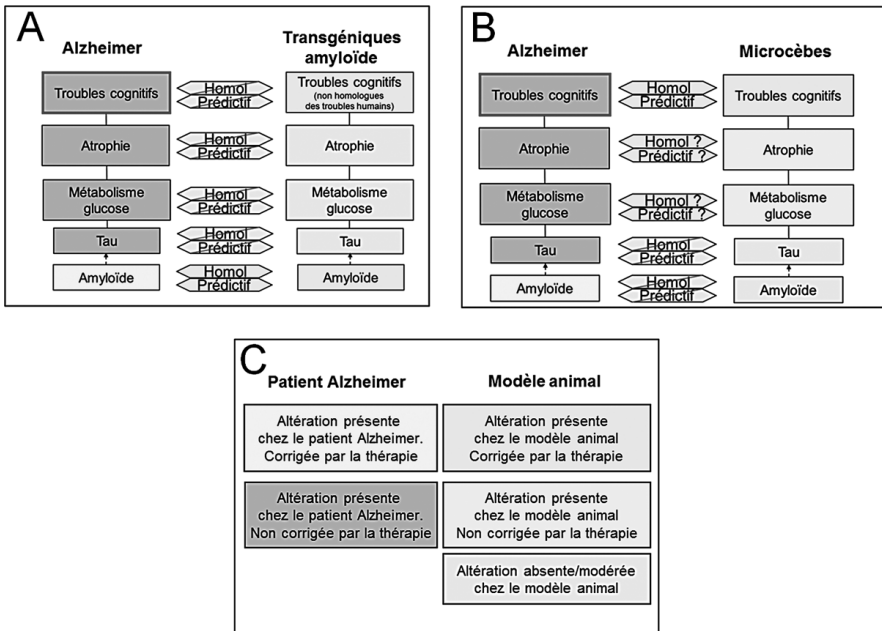 A
Alzheimer
Transgéniques
amyloïde
Troubles cognitifs
Homol
Prédictif
Troubles cognitifs
(non homologues
des troubles humains)
Atrophie
Homol
Prédictif
Atrophie
Métabolisme
glucose
Homol
Prédictif
Métabolisme
glucose
Tau
Homol
Prédictif
Tau
Amyloïde
Homol
Prédictif
Amyloïde
B
Alzheimer
Microcèbes
Troubles cognitifs
Homol
Prédictif
Troubles cognitifs
Atrophie
Homol ?
Prédictif ?
Atrophie
Métabolisme
glucose
Homol ?
Prédictif ?
Métabolisme
glucose
Tau
Homol
Prédictif
Tau
Amyloïde
Homol
Prédictif
Amyloïde
C
Patient Alzheimer
Modèle animal
Altération présente
chez le patient Alzheimer.
Corrigée par la thérapie
Altération présente
chez le modèle animal
Corrigée par la thérapie
Altération présente
chez le patient Alzheimer.
Non corrigée par la thérapie
Altération présente
chez le modèle animal
Non corrigée par la thérapie
Altération absente/modérée
chez le modèle animal